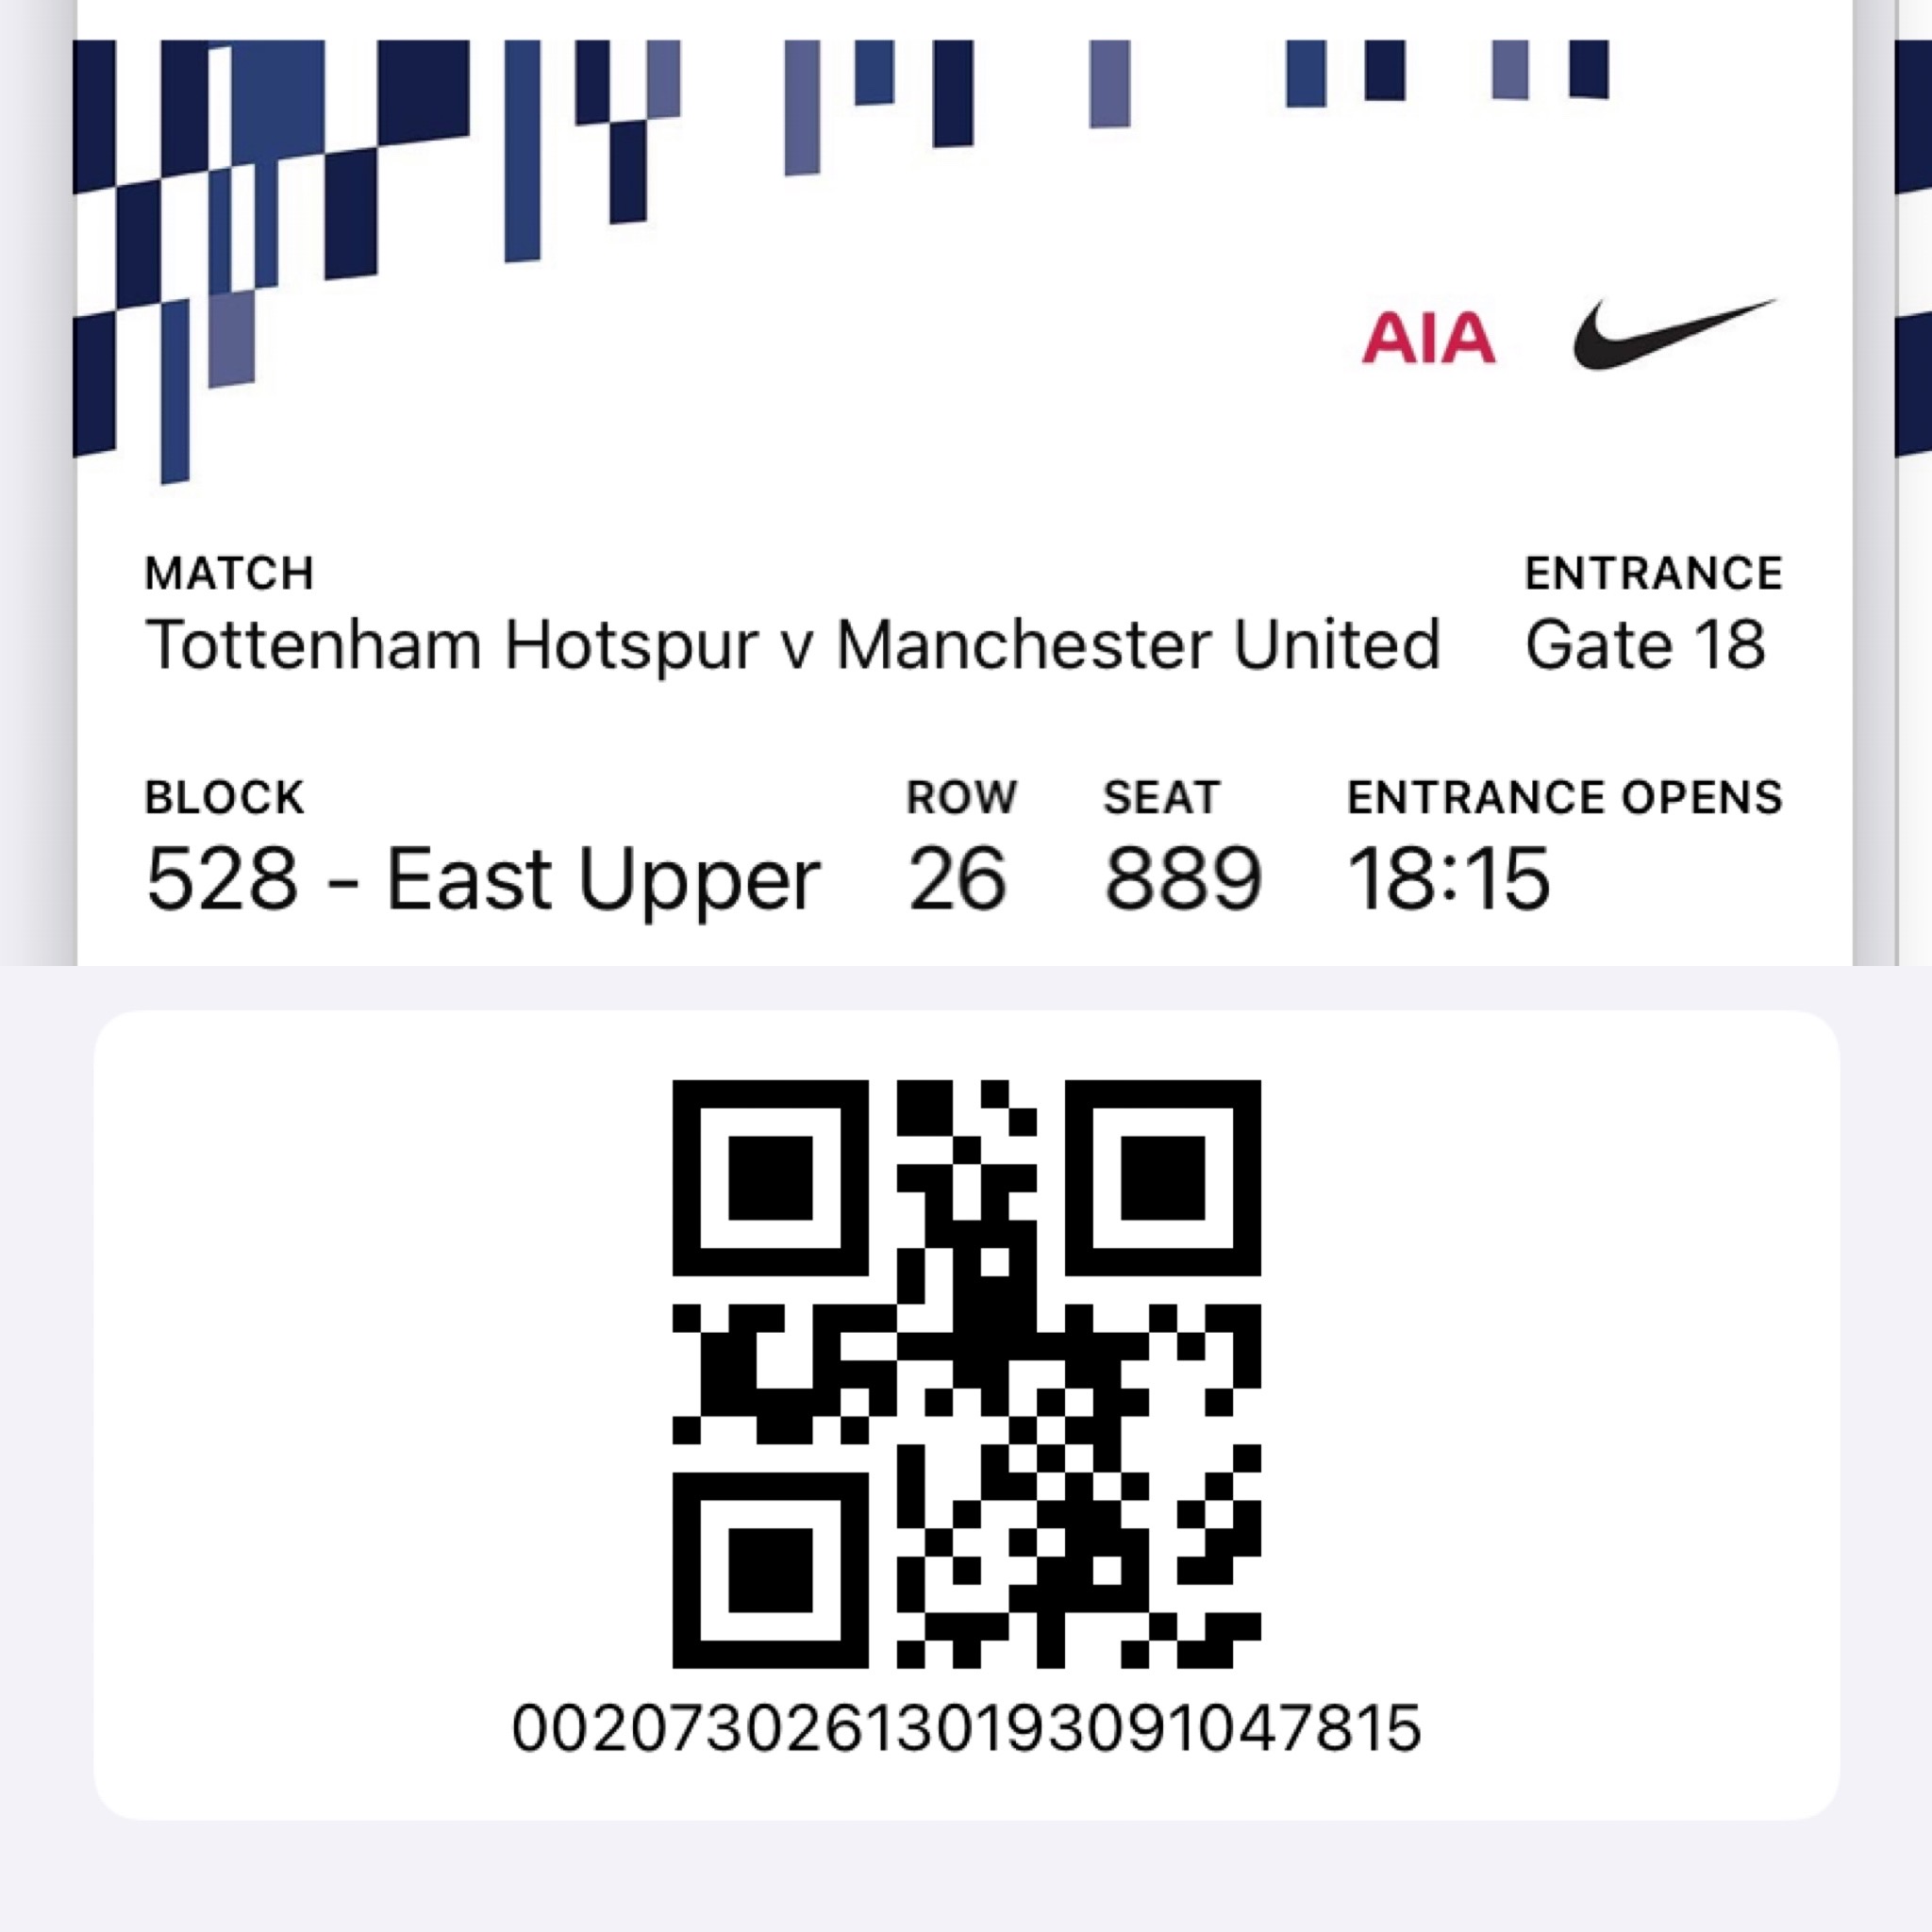 AIA
MATCH ENTRANCE
Tottenham Hotspur v Manchester United Gate 18
BLOCK ROW SEAT ENTRANCE OPENS
528 - East Upper 26 889 18:15
002073026130193091047815